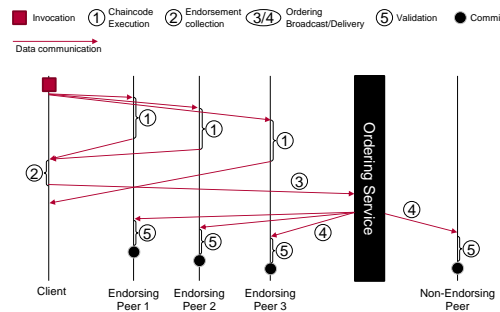 Invocation
1 Chaincode
Execution
2 Endorsement
collection
3/4 Ordering
Broadcast/Delivery
5 Validation
Commi
Data communication
1
1
1
2
3
4
4
5
5
5
5
Ordering Service
Client
Endorsing
Peer 1
Endorsing
Peer 2
Endorsing
Peer 3
Non-Endorsing
Peer